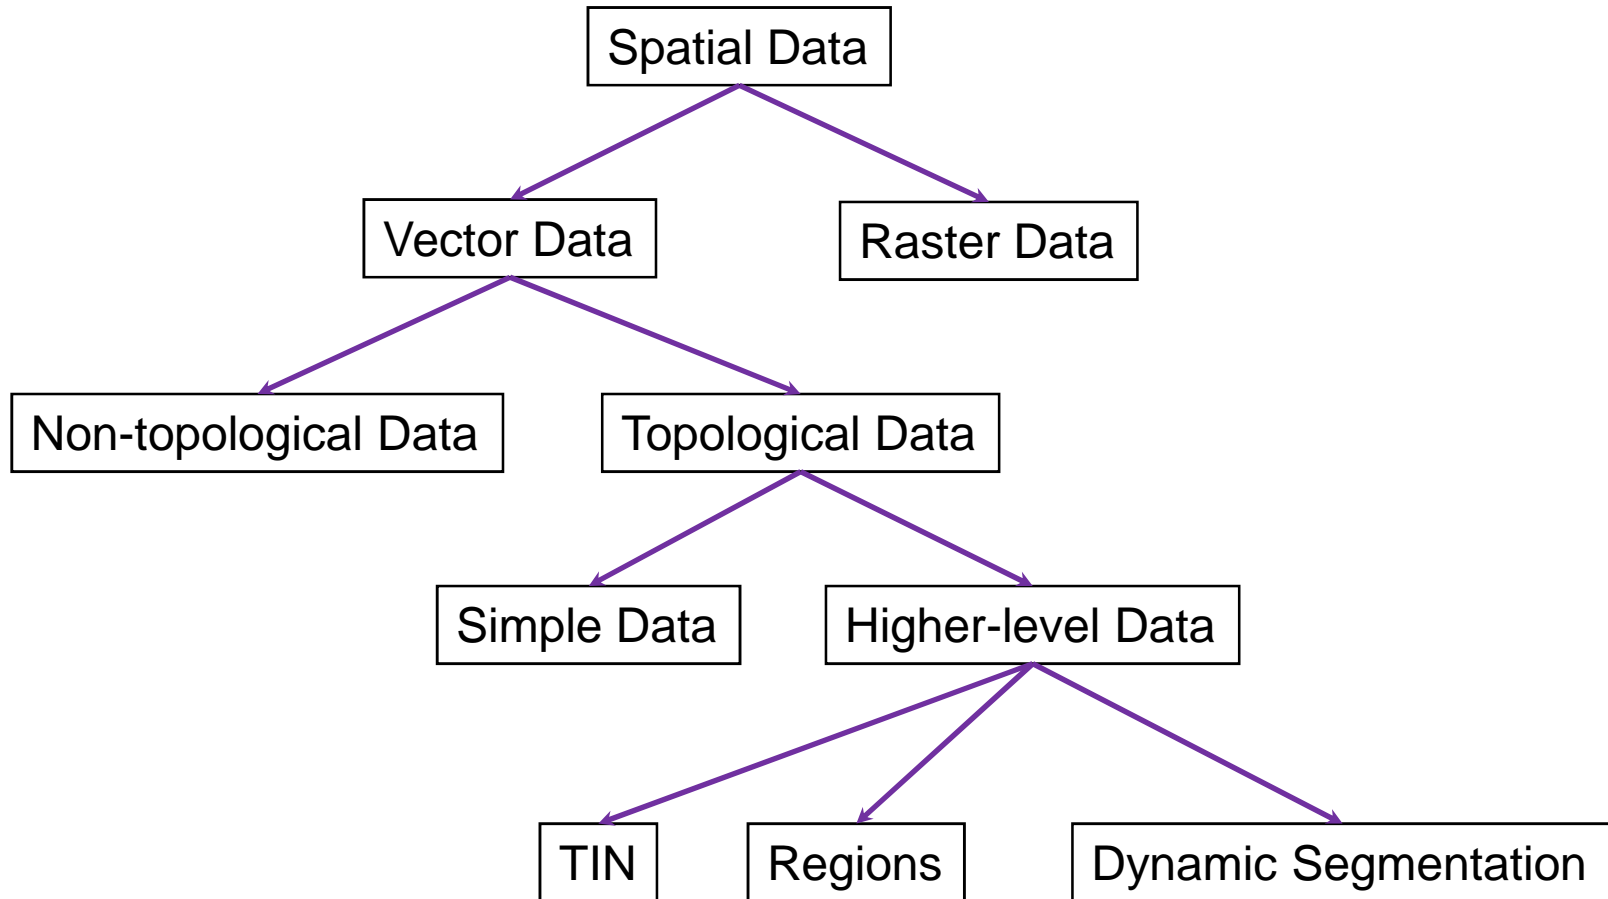 Spatial Data
Vector Data
Raster Data
Non-topological Data
Topological Data
Simple Data
Higher-level Data
TIN
Regions
Dynamic Segmentation